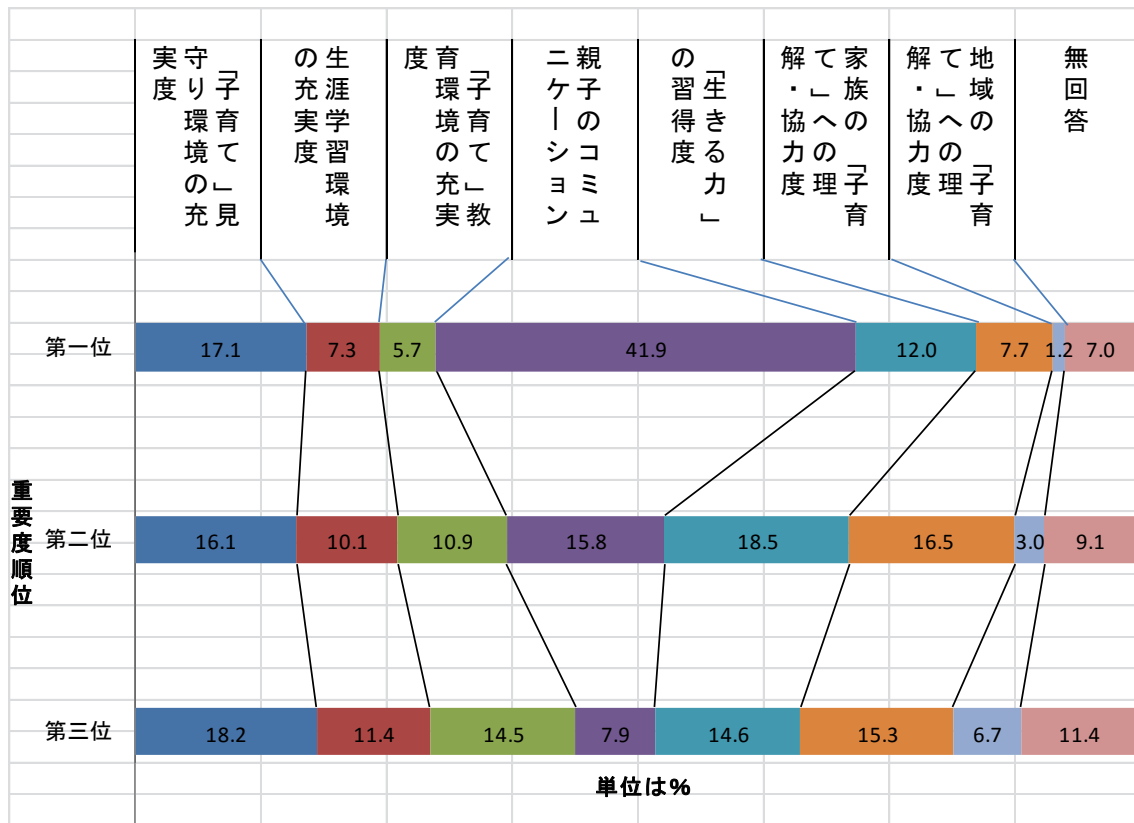 「子育て」見
守り環境の充
実度
生涯学習環境
の充実度
「子育て」教
育環境の充実
度
親子のコミュ
ニケーション
「生きる力」
の習得度
家族の「子育
て」への理
解・協力度
地域の「子育
て」への理
解・協力度
無回答
第一位
17.1
7.3
5.7
41.9
12.0
7.7
1.2
7.0
重要度順位
第二位
16.1
10.1
10.9
15.8
18.5
16.5
3.0
9.1
第三位
18.2
11.4
14.5
7.9
14.6
15.3
6.7
11.4
単位は%